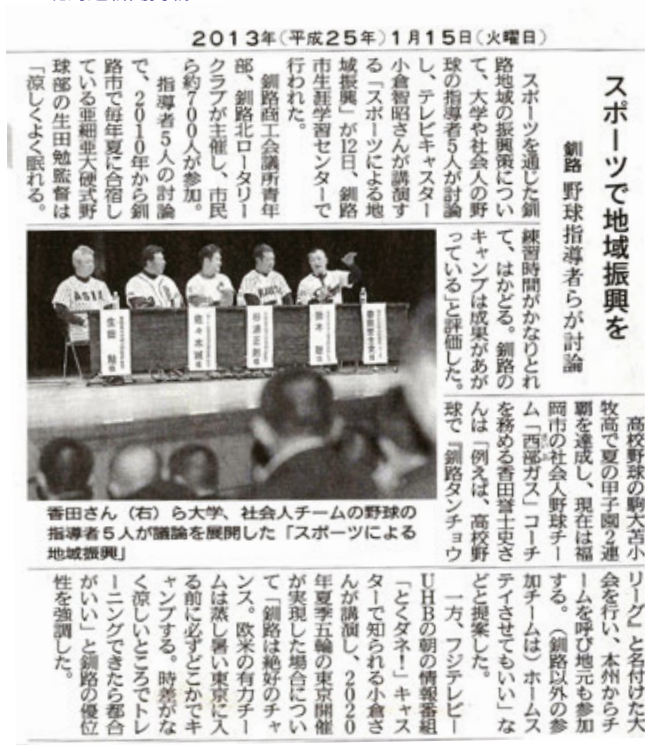 2013年(平成25年)1月15日(火曜日)
スポーツで地域振興を
釧路 野球指導者らが討論
スポーツを通じた釧
路地域の振興策につい
て、大学や社会人の野
球の指導者5人が討論
し、テレビキャスター
小倉智昭さんが講演す
る「スポーツによる地
域振興」が12日、釧路
市生涯学習センターで
行われた。
釧路商工会議所青年
部、釧路北ロータリー
クラブが主催し、市民
ら約700人が参加。
指導者5人の討論
で、2010年から釧
路市で毎年夏に合宿し
ている亜細亜大硬式野
球部の生田勉監督は
「涼しくよく眠れる。
練習時間がかなりとれ
て、はかどる。釧路の
キャンプは成果があが
っている」と評価した。
生田 勉
佐々木誠
杉浦正則
鈴木
香田さん(右)ら大学、社会人チームの野球の
指導者5人が議論を展開した「スポーツによる
地域振興」
高校野球の駒大苫小
牧高で夏の甲子園2連
覇を達成し、現在は福
岡市の社会人野球チー
ム「西部ガス」コーチ
を務める香田誉士史さ
んは「例えば、高校野
球で『釧路タンチョウ
リーグ』と名付けた大
会を行い、本州からチ
ームを呼び地元も参加
する。(釧路以外の参
加チームは)ホームス
テイさせてもいい」な
どと提案した。
一方、フジテレビー
UHBの朝の情報番組
「とくダネ!」キャス
ターで知られる小倉さ
んが講演し、2020
年夏季五輪の東京開催
が実現した場合につい
て「釧路は絶好のチャ
ンス。欧米の有力チー
ムは蒸し暑い東京に入
る前に必ずどこかでキ
ャンプする。時差がな
く涼しいところでトレ
ーニングできたら都合
がいい」と釧路の優位
性を強調した。